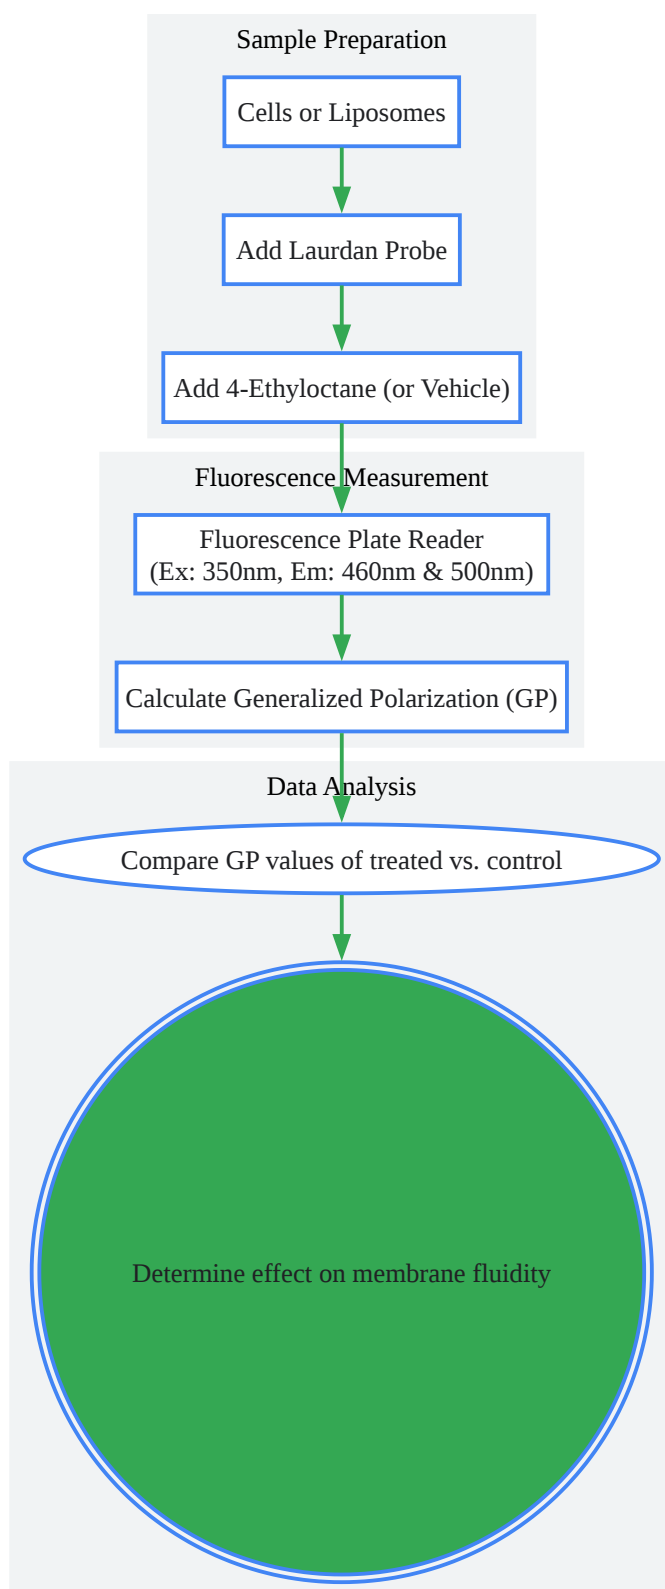 Sample Preparation
Cells or Liposomes
Add Laurdan Probe
Add 4-Ethyloctane (or Vehicle)
Fluorescence Measurement
Fluorescence Plate Reader
(Ex: 350nm, Em: 460nm & 500nm)
Calculate Generalized Polarization (GP)
Data Analysis
Compare GP values of treated vs. control
Determine effect on membrane fluidity